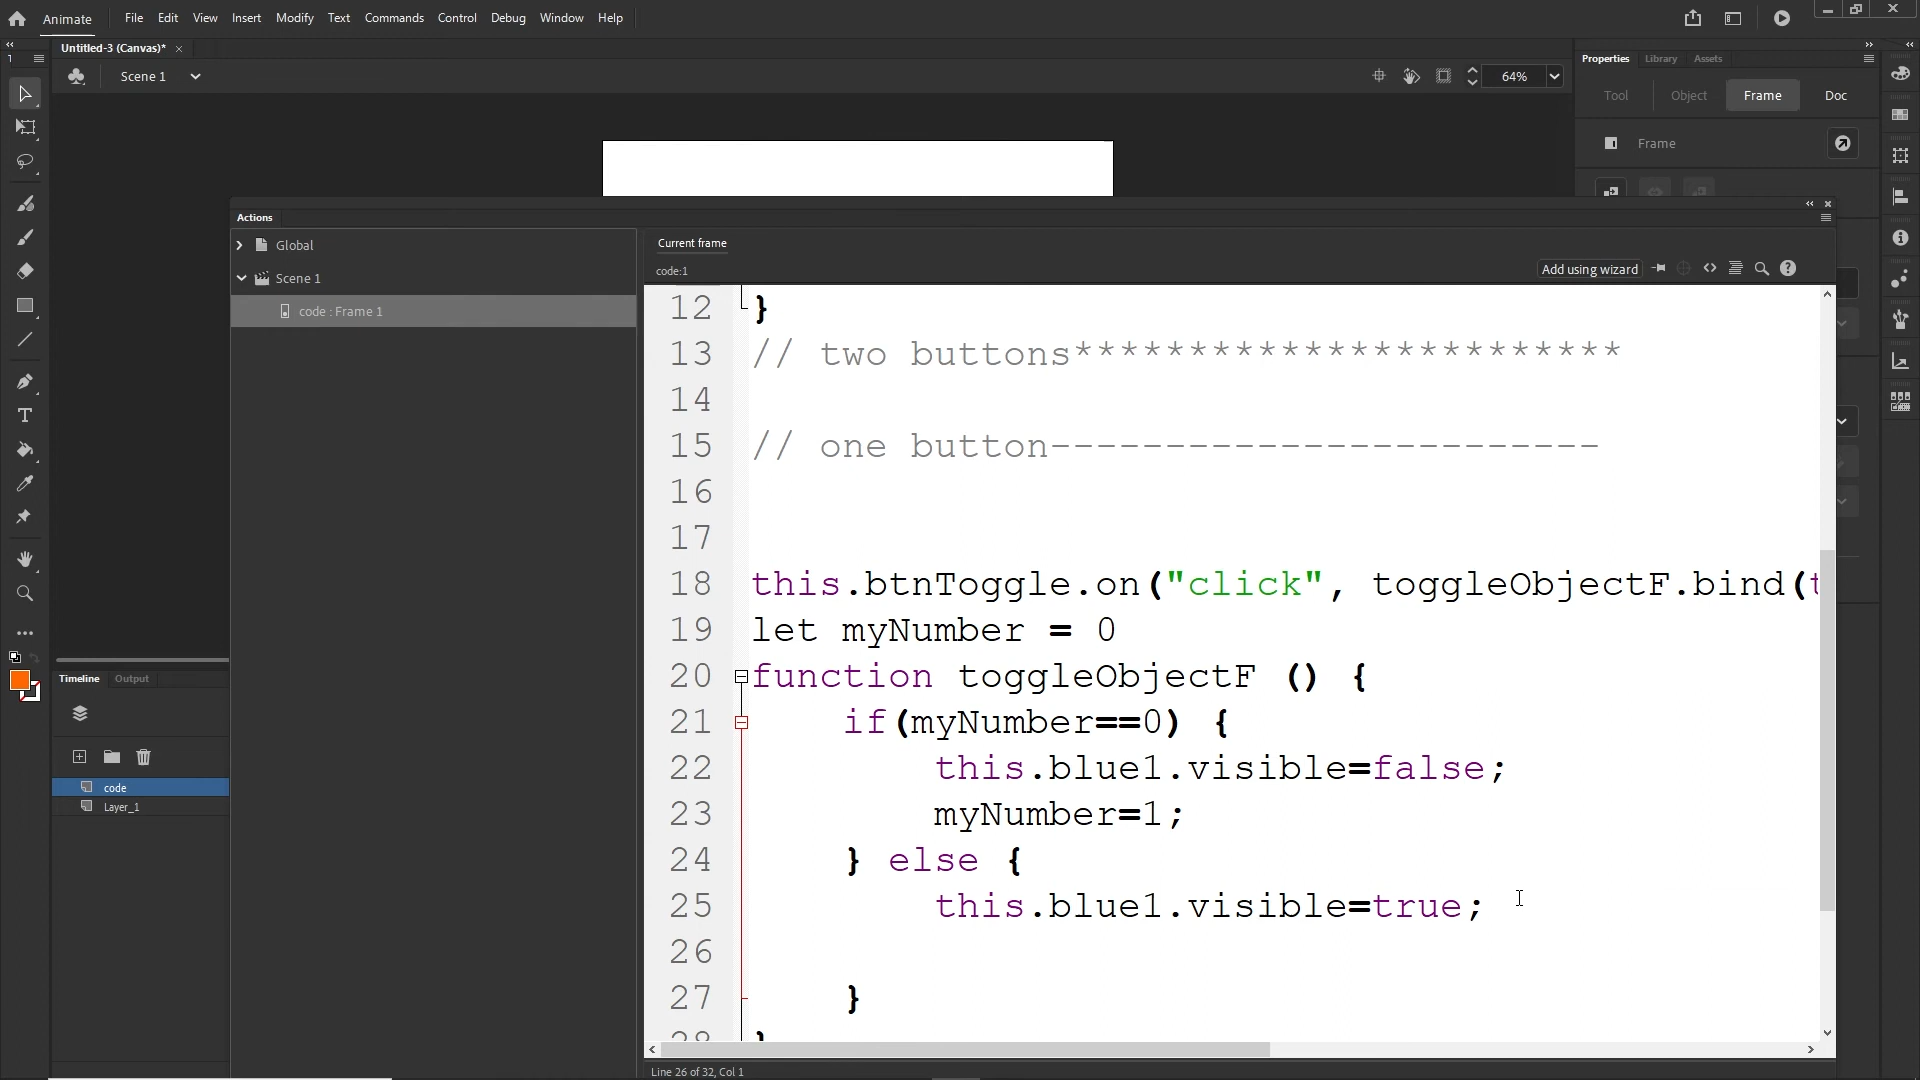 Animate File Edit View Insert Modify Text Commands Control Debug Window Help
Untitled-3 (Canvas)* ×
Scene 1
64%
Properties Library Assets
Tool Object Frame Doc
Frame
Actions
Global
Scene 1
code : Frame 1
Current frame
code:1
Add using wizard
12 }
13 // two buttons************************
14
15 // one button------------------------
16
17
18 this.btnToggle.on("click", toggleObjectF.bind(t
19 let myNumber = 0
20 function toggleObjectF () {
21 if(myNumber==0) {
22 this.blue1.visible=false;
23 myNumber=1;
24 } else {
25 this.blue1.visible=true;
26
27 }
28 }
Timeline Output
code
Layer_1
Line 26 of 32, Col 1